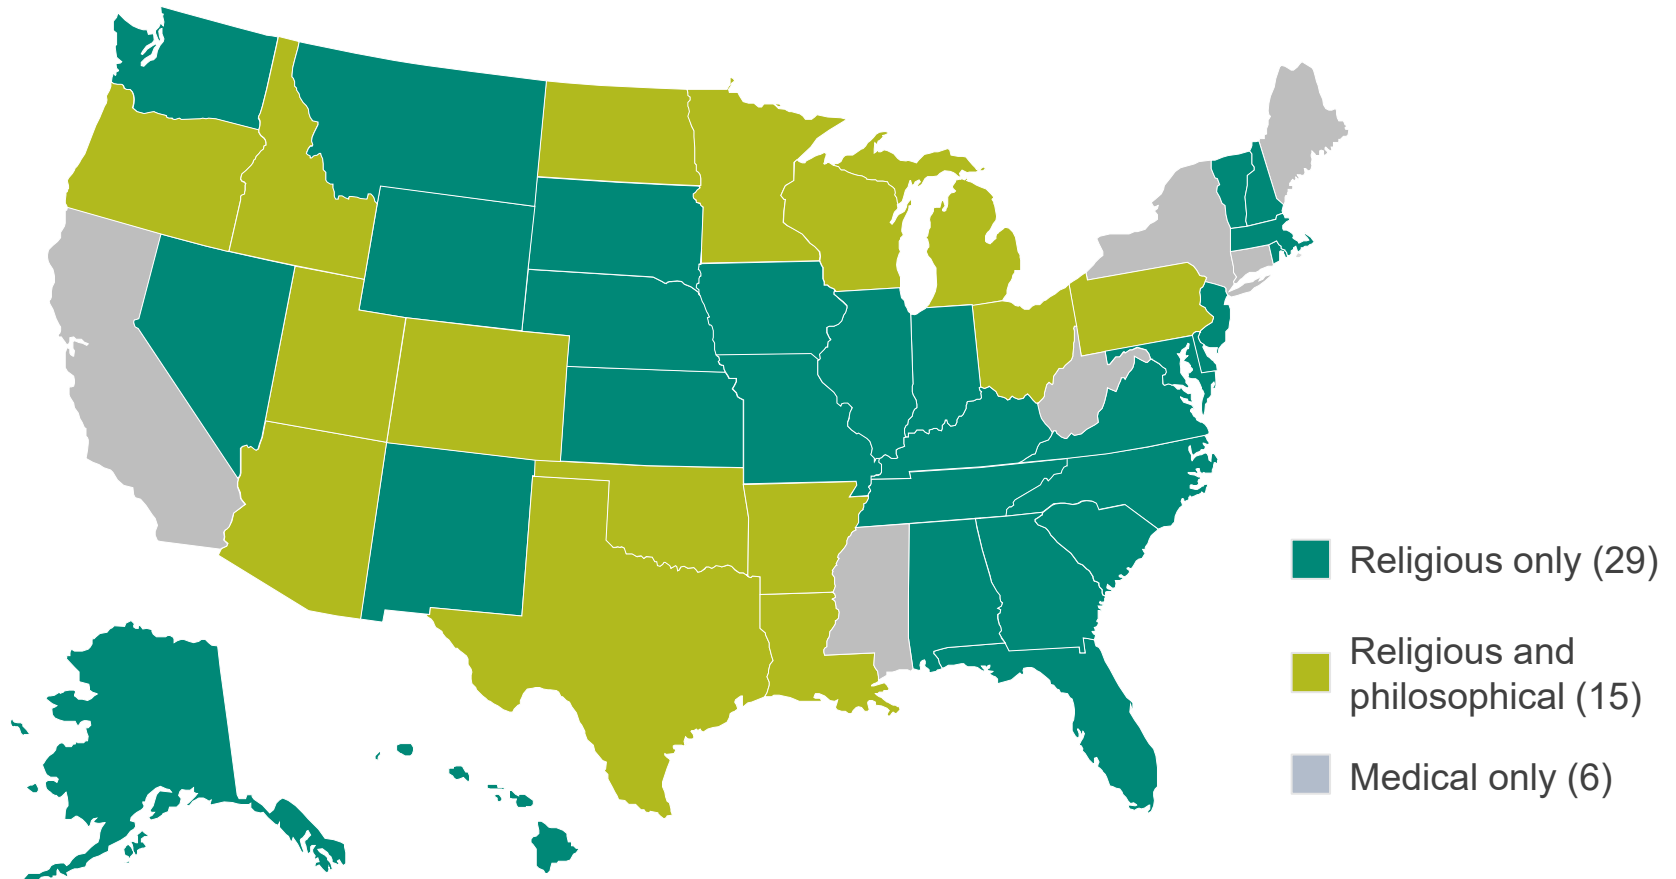 Religious only (29)
Religious and
philosophical (15)
Medical only (6)